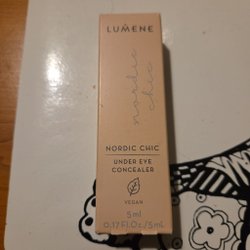 LUMENE
nordic
chic
NORDIC CHIC
UNDER EYE
CONCEALER
VEGAN
5ml
0.17 Fl.Oz./5ml